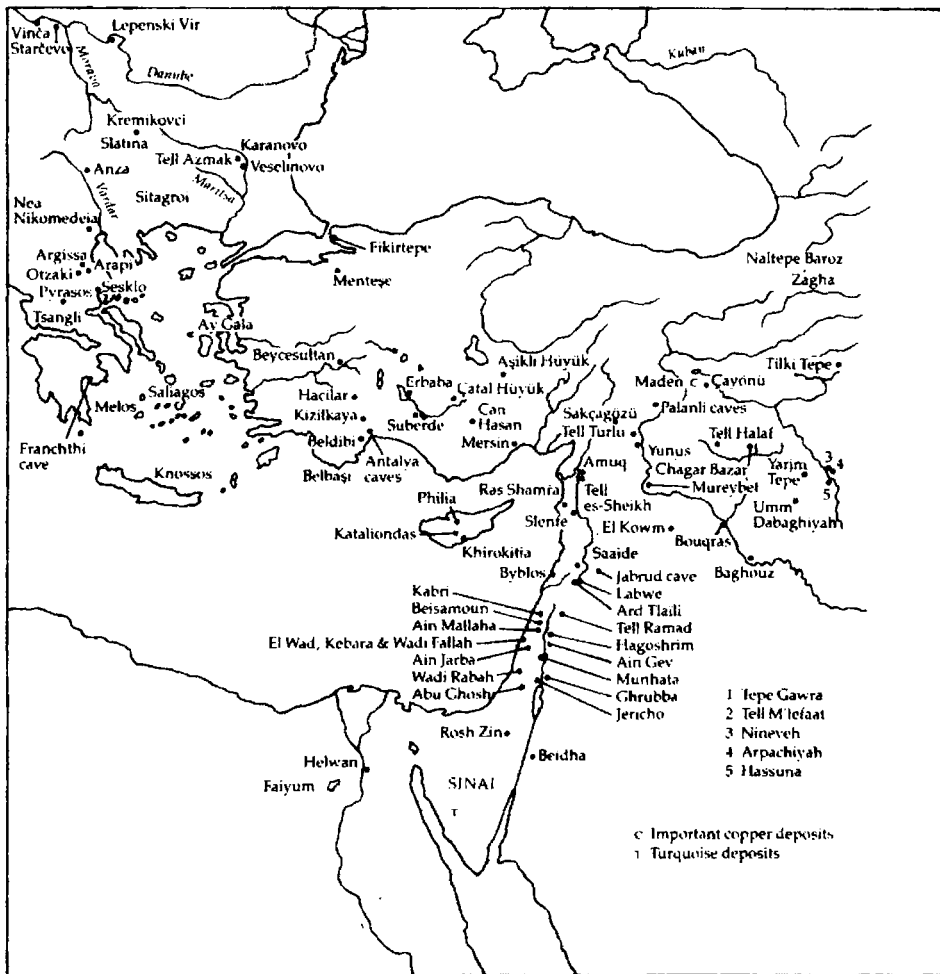 Vinča
Starčevo
Lepenski Vir
Morava
Danube
Kuban
Kremikovci
Slatina
Karanovo
Tell Azmak
Veselinovo
Anza
Maritsa
Vardar
Sitagroi
Nea
Nikomedeia
Fikirtepe
Argissa
Arapi
Otzaki
Menteşe
Naltepe Baroz
Zagha
Pyrasos
Sesklo
Tsangli
Ay Gala
Beycesultan
Aşikli Hüyük
Tilki Tepe
Erbaba
Çatal Hüyük
Maden c
Çayönü
Hacilar
Melos
Saliagos
Can
Hasan
Palanli caves
Kizilkaya
Suberde
Sakçagözü
Tell Turlu
Mersin
Tell Halaf
Franchthi
cave
Beldibi
Yunus
Belbaşi
Antalya
caves
Amuq
Chagar Bazar
Yarim
Tepe
3
4
5
Knossos
Ras Shamra
Tell
es-Sheikh
Mureybet
Philia
Slenfe
Umm
Dabaghiyah
El Kowm
Kataliondas
Bouqras
Khirokitia
Saaide
Baghouz
Byblos
Jabrud cave
Kabri
Labwe
Beisamoun
Ard Tlaili
Ain Mallaha
Tell Ramad
El Wad, Kebara & Wadi Fallah
Hagoshrim
Ain Jarba
Ain Gev
Wadi Rabah
Munhata
Abu Ghosh
Ghrubba
Jericho
1 Tepe Gawra
2 Tell M'lefaat
3 Nineveh
4 Arpachiyah
5 Hassuna
Rosh Zin
Beidha
Helwan
Faiyum
SINAI
T
c Important copper deposits
T Turquoise deposits